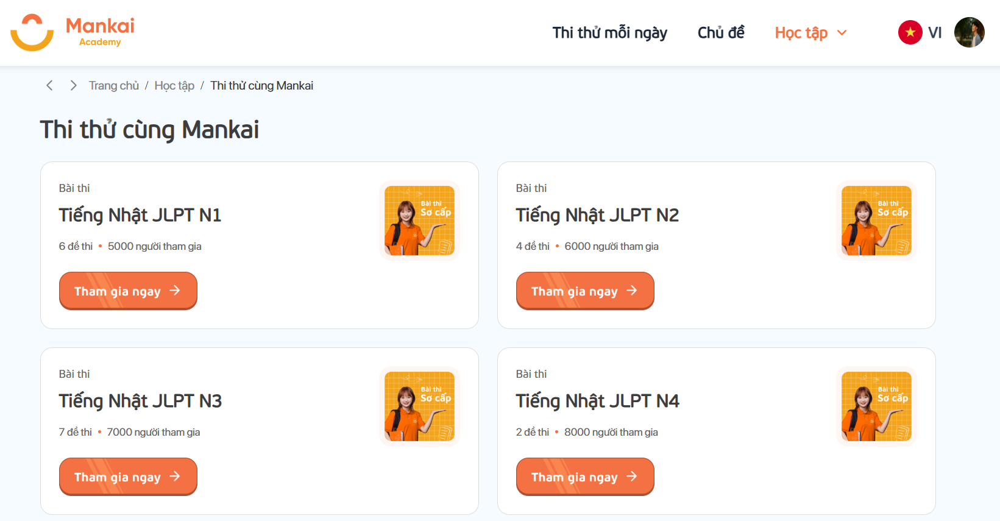 Mankai
Academy
Thi thử mỗi ngày
Chủ đề
Học tập
VI
Trang chủ / Học tập / Thi thử cùng Mankai
Thi thử cùng Mankai
Bài thi
Tiếng Nhật JLPT N1
6 đề thi • 5000 người tham gia
Tham gia ngay →
Bài thi
Sơ cấp
Bài thi
Tiếng Nhật JLPT N2
4 đề thi • 6000 người tham gia
Tham gia ngay →
Bài thi
Sơ cấp
Bài thi
Tiếng Nhật JLPT N3
7 đề thi • 7000 người tham gia
Tham gia ngay →
Bài thi
Sơ cấp
Bài thi
Tiếng Nhật JLPT N4
2 đề thi • 8000 người tham gia
Tham gia ngay →
Bài thi
Sơ cấp